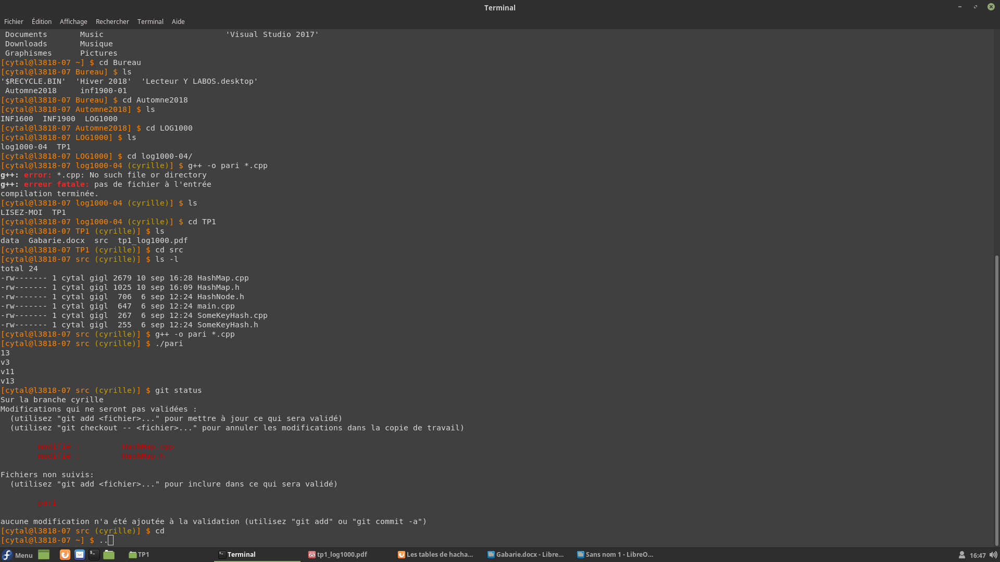 Terminal
Fichier Édition Affichage Rechercher Terminal Aide
Documents Music 'Visual Studio 2017'
Downloads Musique
Graphismes Pictures
[cytal@l3818-07 ~] $ cd Bureau
[cytal@l3818-07 Bureau] $ ls
'$RECYCLE.BIN' 'Hiver 2018' 'Lecteur Y LABOS.desktop'
Automne2018 inf1900-01
[cytal@l3818-07 Bureau] $ cd Automne2018
[cytal@l3818-07 Automne2018] $ ls
INF1600 INF1900 LOG1000
[cytal@l3818-07 Automne2018] $ cd LOG1000
[cytal@l3818-07 LOG1000] $ ls
log1000-04 TP1
[cytal@l3818-07 LOG1000] $ cd log1000-04/
[cytal@l3818-07 log1000-04 (cyrille)] $ g++ -o pari *.cpp
g++: error: *.cpp: No such file or directory
g++: erreur fatale: pas de fichier à l'entrée
compilation terminée.
[cytal@l3818-07 log1000-04 (cyrille)] $ ls
LISEZ-MOI TP1
[cytal@l3818-07 log1000-04 (cyrille)] $ cd TP1
[cytal@l3818-07 TP1 (cyrille)] $ ls
data Gabarie.docx src tp1_log1000.pdf
[cytal@l3818-07 TP1 (cyrille)] $ cd src
[cytal@l3818-07 src (cyrille)] $ ls -l
total 24
-rw------- 1 cytal gigl 2679 10 sep 16:28 HashMap.cpp
-rw------- 1 cytal gigl 1025 10 sep 16:09 HashMap.h
-rw------- 1 cytal gigl 706 6 sep 12:24 HashNode.h
-rw------- 1 cytal gigl 647 6 sep 12:24 main.cpp
-rw------- 1 cytal gigl 267 6 sep 12:24 SomeKeyHash.cpp
-rw------- 1 cytal gigl 255 6 sep 12:24 SomeKeyHash.h
[cytal@l3818-07 src (cyrille)] $ g++ -o pari *.cpp
[cytal@l3818-07 src (cyrille)] $ ./pari
13
v3
v11
v13
[cytal@l3818-07 src (cyrille)] $ git status
Sur la branche cyrille
Modifications qui ne seront pas validées :
(utilisez "git add <fichier>..." pour mettre à jour ce qui sera validé)
(utilisez "git checkout -- <fichier>..." pour annuler les modifications dans la copie de travail)
modifié : HashMap.cpp
modifié : HashMap.h
Fichiers non suivis:
(utilisez "git add <fichier>..." pour inclure dans ce qui sera validé)
pari
aucune modification n'a été ajoutée à la validation (utilisez "git add" ou "git commit -a")
[cytal@l3818-07 src (cyrille)] $ cd
[cytal@l3818-07 ~] $ ..
Menu TP1 Terminal tp1_log1000.pdf Les tables de hacha... Gabarie.docx - Libre... Sans nom 1 - LibreO... 16:47